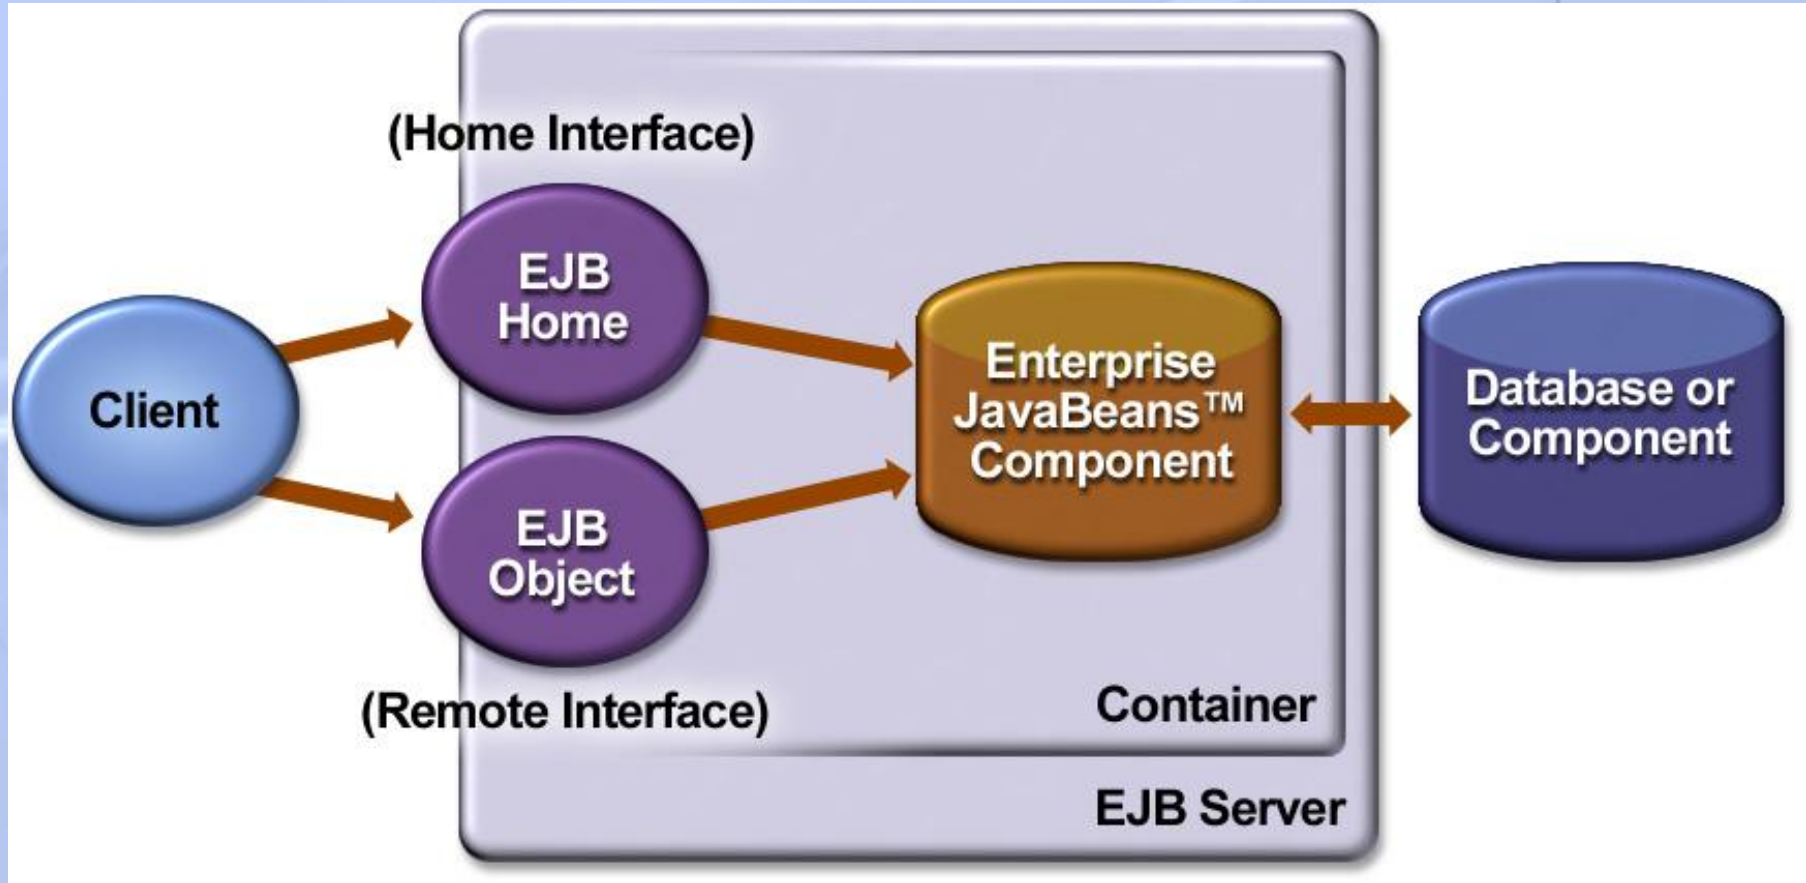 (Home Interface)
EJB
Home
Client
Enterprise
JavaBeans™
Component
Database or
Component
EJB
Object
(Remote Interface)
Container
EJB Server